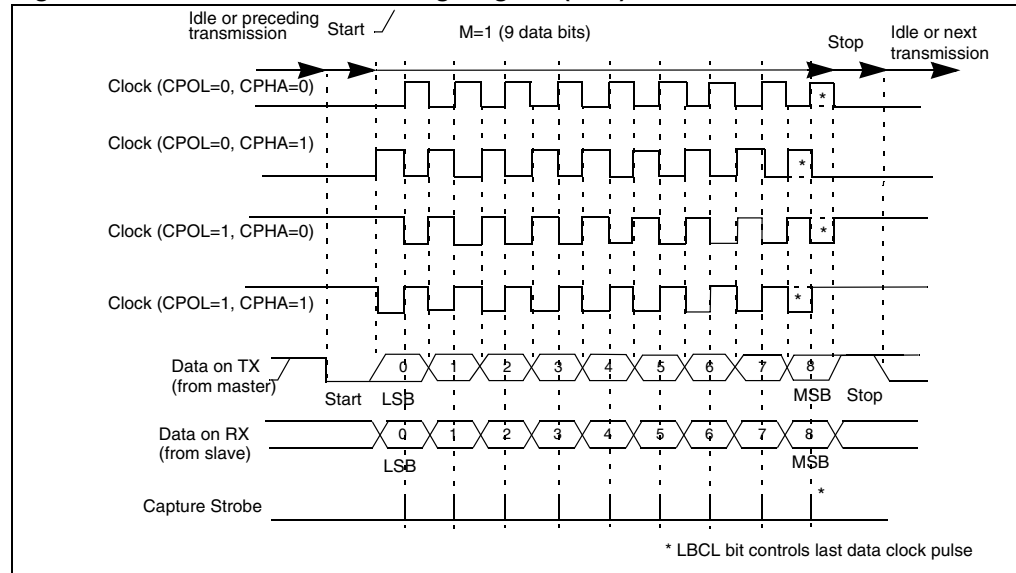 Idle or preceding
transmission
Start
M=1 (9 data bits)
Stop
Idle or next
transmission
Clock (CPOL=0, CPHA=0)
*
Clock (CPOL=0, CPHA=1)
*
Clock (CPOL=1, CPHA=0)
*
Clock (CPOL=1, CPHA=1)
*
Data on TX
(from master)
0 1 2 3 4 5 6 7 8
Start LSB MSB Stop
Data on RX
(from slave)
0 1 2 3 4 5 6 7 8
LSB MSB
Capture Strobe
*
* LBCL bit controls last data clock pulse